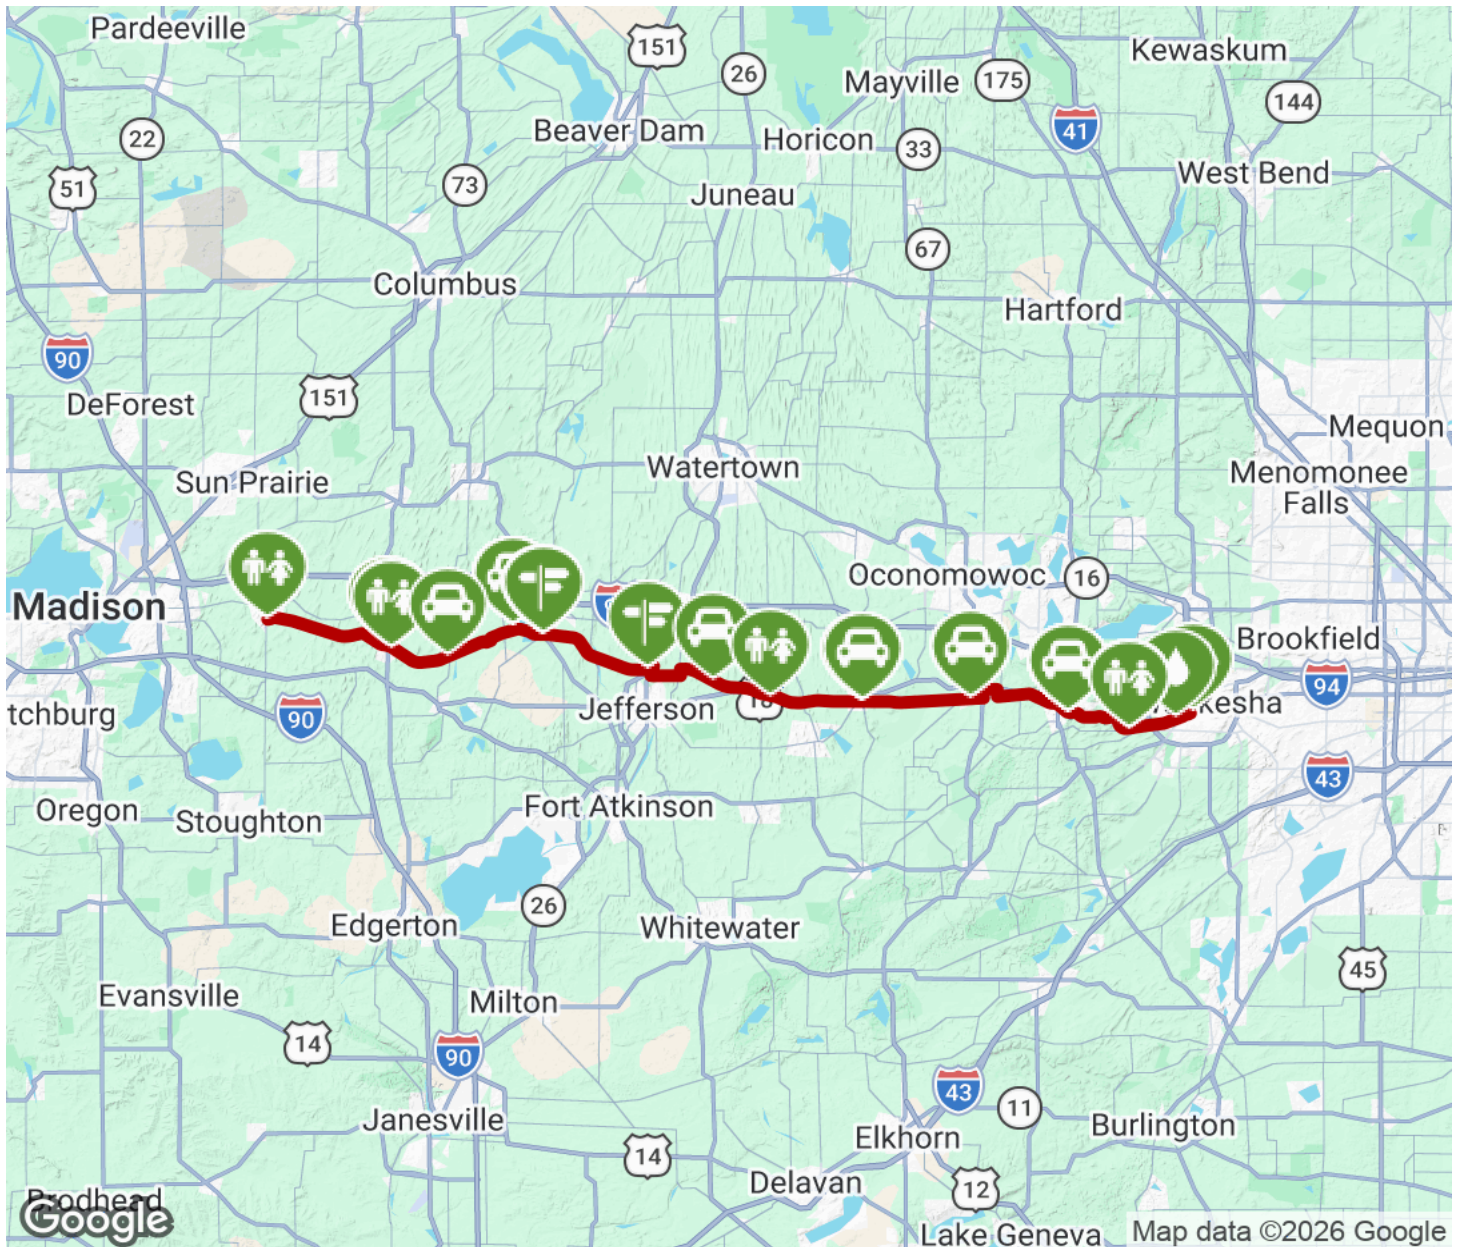 Pardeeville
151
26
Mayville
175
Kewaskum
144
41
22
Beaver Dam
Horicon
33
51
73
Juneau
West Bend
67
Columbus
Hartford
90
151
DeForest
Mequon
Sun Prairie
Watertown
Menomonee
Falls
Oconomowoc
16
Madison
Brookfield
94
kesha
tchburg
90
Jefferson
43
Oregon
Stoughton
Fort Atkinson
26
Edgerton
Whitewater
45
Evansville
Milton
14
90
43
11
Janesville
Elkhorn
Burlington
14
Delavan
12
Brodhead
Google
Lake Geneva
Map data ©2026 Google